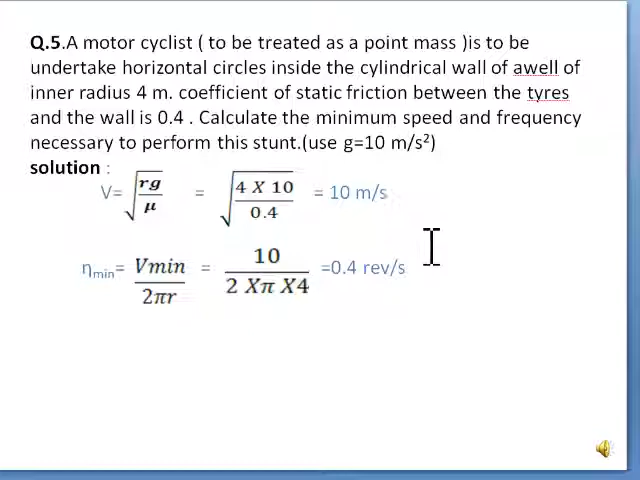 Q.5.A motor cyclist ( to be treated as a point mass )is to be
undertake horizontal circles inside the cylindrical wall of awell of
inner radius 4 m. coefficient of static friction between the tyres
and the wall is 0.4 . Calculate the minimum speed and frequency
necessary to perform this stunt.(use g=10 m/s²)
solution :
V= √(rg/μ) = √(4 X 10/0.4) = 10 m/s
ηmin= Vmin/2πr = 10/2 Xπ X4 =0.4 rev/s